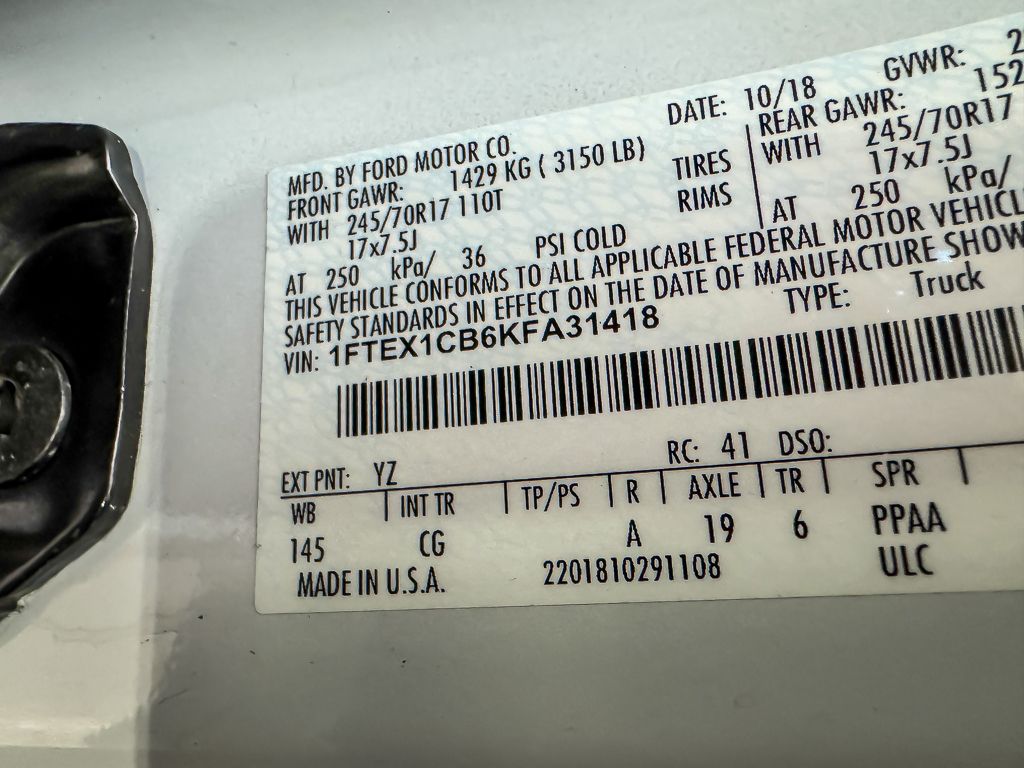 MFD. BY FORD MOTOR CO. DATE: 10/18 GVWR:
FRONT GAWR: 1429 KG ( 3150 LB) REAR GAWR: 152
WITH 245/70R17 110T TIRES WITH 245/70R17
17x7.5J RIMS 17x7.5J
AT 250 kPa/ 36 PSI COLD AT 250 kPa/
THIS VEHICLE CONFORMS TO ALL APPLICABLE FEDERAL MOTOR VEHICL
SAFETY STANDARDS IN EFFECT ON THE DATE OF MANUFACTURE SHOW
VIN: 1FTEX1CB6KFA31418 TYPE: Truck
EXT PNT: YZ RC: 41 DSO:
WB | INT TR | TP/PS | R | AXLE | TR | SPR |
145 CG A 19 6 PPAA
MADE IN U.S.A. 2201810291108 ULC